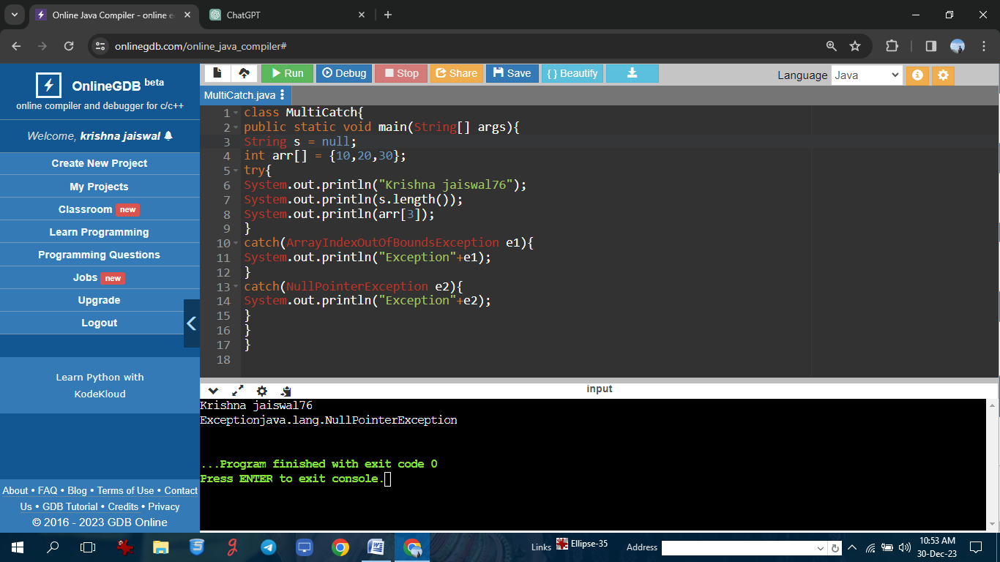 Online Java Compiler - online e
ChatGPT
onlinegdb.com/online_java_compiler#
OnlineGDB beta
online compiler and debugger for c/c++
Welcome, krishna jaiswal
Create New Project
My Projects
Classroom new
Learn Programming
Programming Questions
Jobs new
Upgrade
Logout
Learn Python with
KodeKloud
About • FAQ • Blog • Terms of Use • Contact
Us • GDB Tutorial • Credits • Privacy
© 2016 - 2023 GDB Online
Run Debug Stop Share Save { } Beautify
Language Java
MultiCatch.java
1 class MultiCatch{
2 public static void main(String[] args){
3 String s = null;
4 int arr[] = {10,20,30};
5 try{
6 System.out.println("Krishna jaiswal76");
7 System.out.println(s.length());
8 System.out.println(arr[3]);
9 }
10 catch(ArrayIndexOutOfBoundsException e1){
11 System.out.println("Exception"+e1);
12 }
13 catch(NullPointerException e2){
14 System.out.println("Exception"+e2);
15 }
16 }
17 }
18
input
Krishna jaiswal76
Exceptionjava.lang.NullPointerException
...Program finished with exit code 0
Press ENTER to exit console.
Links Ellipse-35 Address
10:53 AM
30-Dec-23